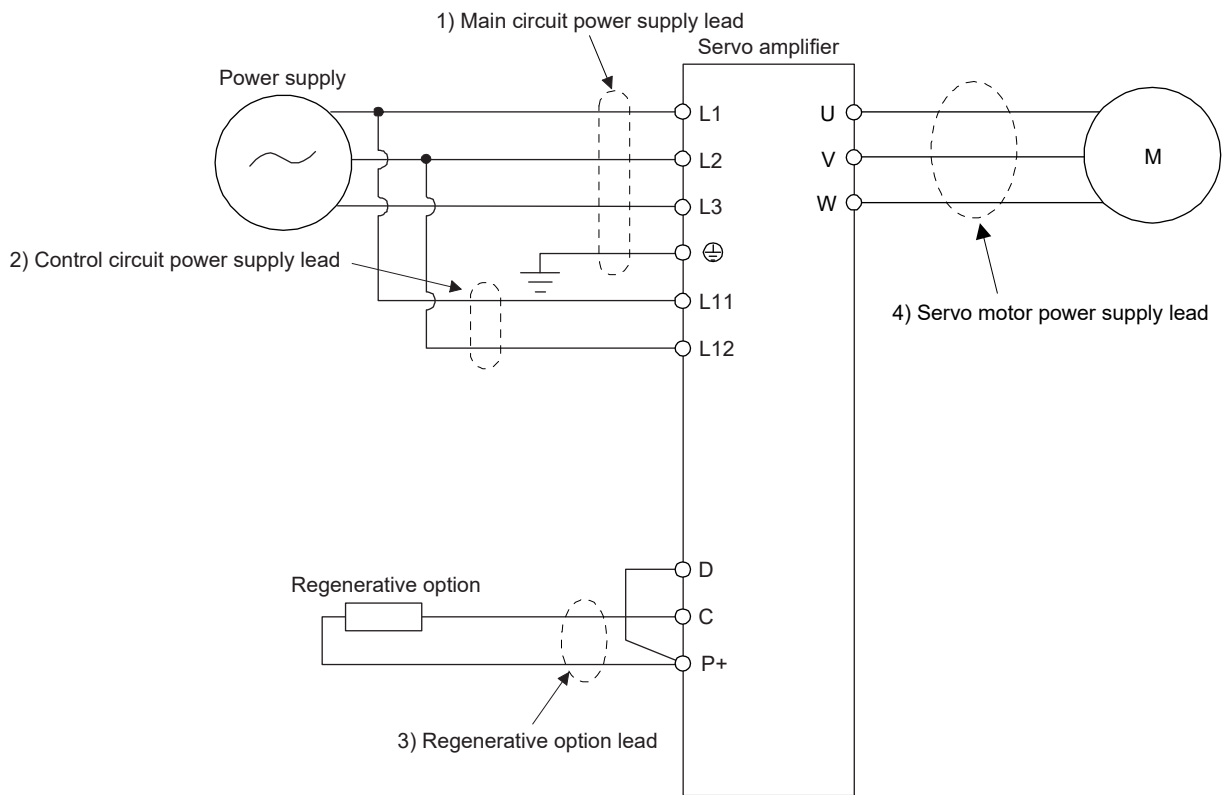 1) Main circuit power supply lead
Servo amplifier
Power supply
L1
U
L2
V
M
L3
W
2) Control circuit power supply lead
L11
4) Servo motor power supply lead
L12
D
Regenerative option
C
P+
3) Regenerative option lead